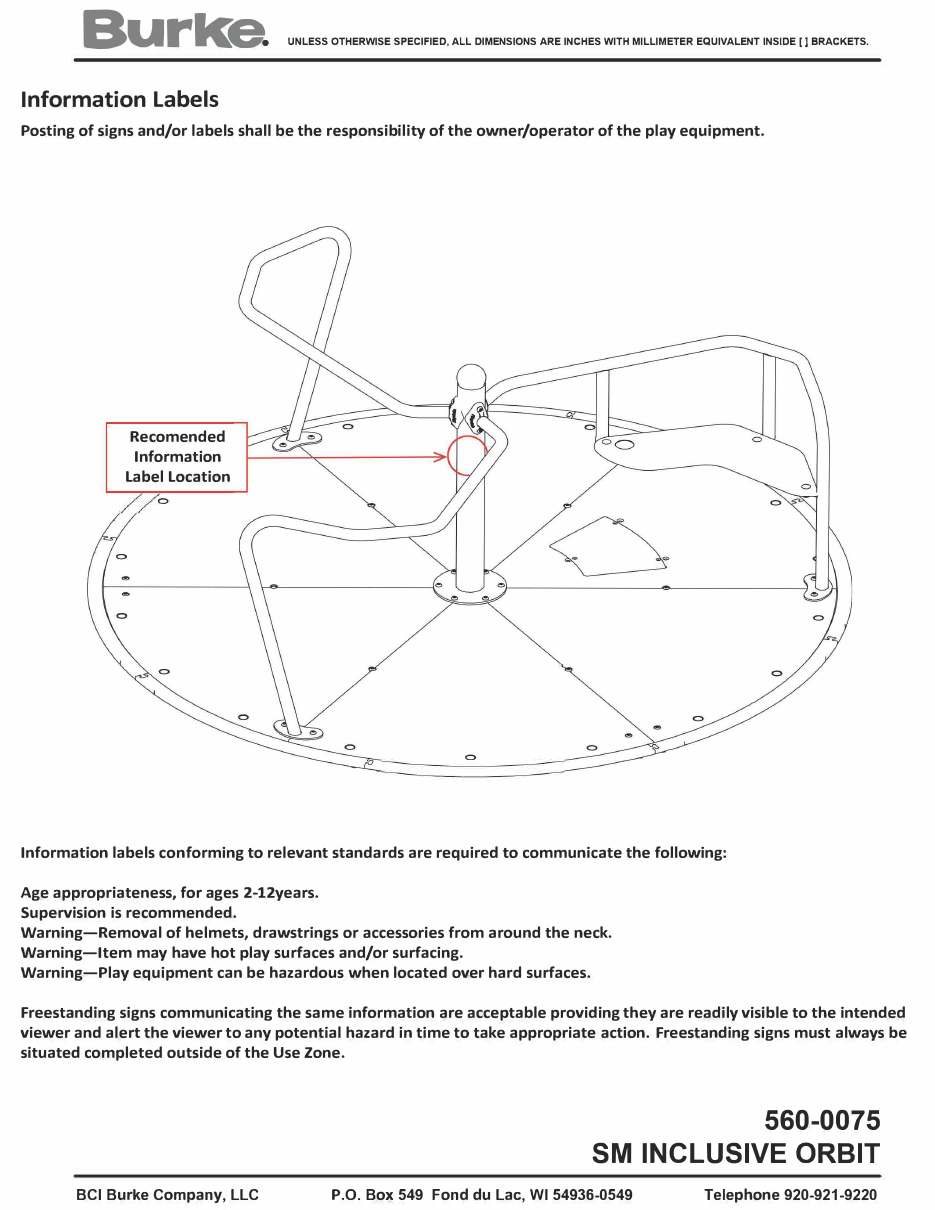 Burke.
UNLESS OTHERWISE SPECIFIED, ALL DIMENSIONS ARE INCHES WITH MILLIMETER EQUIVALENT INSIDE [ ] BRACKETS.
Information Labels
Posting of signs and/or labels shall be the responsibility of the owner/operator of the play equipment.
Recomended
Information
Label Location
Information labels conforming to relevant standards are required to communicate the following:
Age appropriateness, for ages 2-12years.
Supervision is recommended.
Warning—Removal of helmets, drawstrings or accessories from around the neck.
Warning—Item may have hot play surfaces and/or surfacing.
Warning—Play equipment can be hazardous when located over hard surfaces.
Freestanding signs communicating the same information are acceptable providing they are readily visible to the intended
viewer and alert the viewer to any potential hazard in time to take appropriate action. Freestanding signs must always be
situated completed outside of the Use Zone.
560-0075
SM INCLUSIVE ORBIT
BCI Burke Company, LLC P.O. Box 549 Fond du Lac, WI 54936-0549 Telephone 920-921-9220